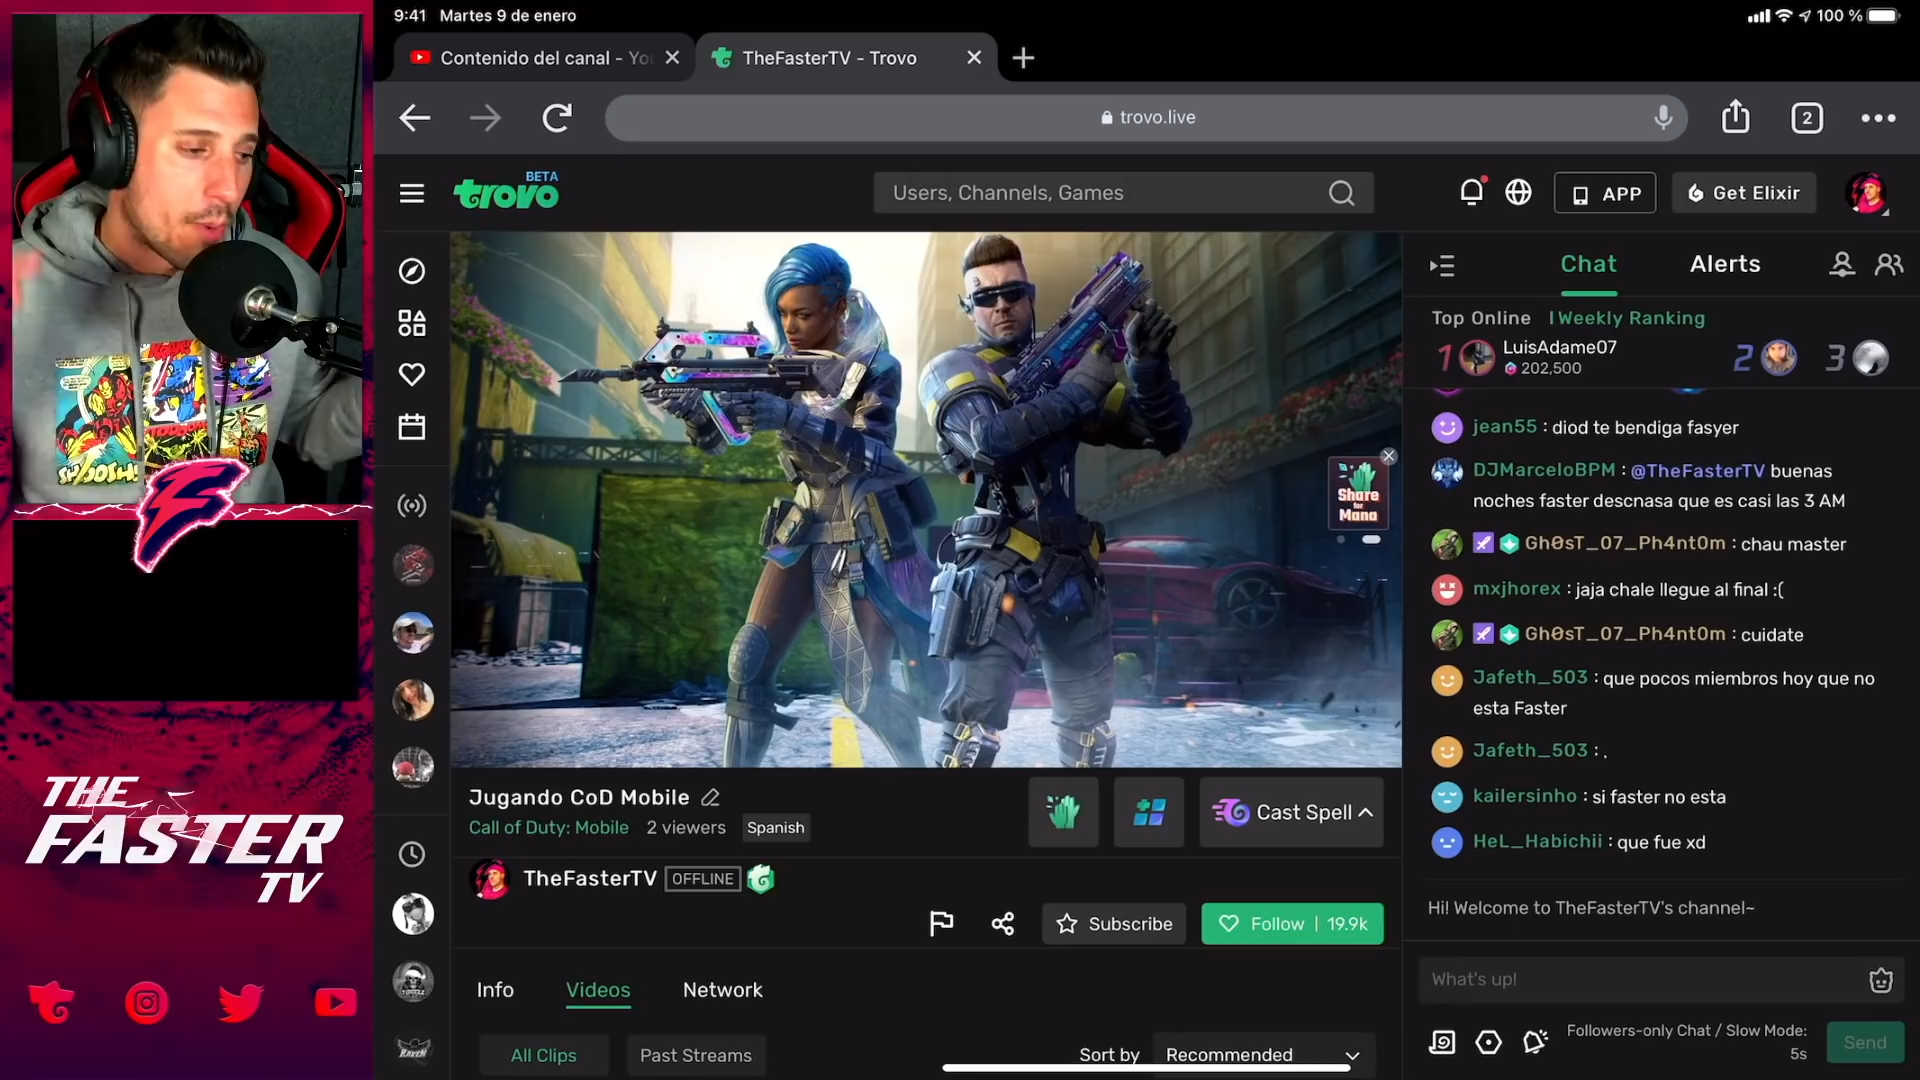 9:41 Martes 9 de enero
100 %
Contenido del canal - Yo
TheFasterTV - Trovo
trovo.live
2
trovo BETA
Users, Channels, Games
APP
Get Elixir
Chat
Alerts
Top Online | Weekly Ranking
1 LuisAdame07
202,500
2
3
jean55 : diod te bendiga fasyer
DJMarceloBPM : @TheFasterTV buenas
noches faster descnasa que es casi las 3 AM
GhӨsT_07_Ph4nt0m : chau master
mxjhorex : jaja chale llegue al final :(
GhӨsT_07_Ph4nt0m : cuidate
Jafeth_503 : que pocos miembros hoy que no
esta Faster
Jafeth_503 : .
kailersinho : si faster no esta
HeL_Habichii : que fue xd
Hi! Welcome to TheFasterTV's channel~
What's up!
Followers-only Chat / Slow Mode:
5s
Send
Share
for
Mana
Jugando CoD Mobile
Call of Duty: Mobile 2 viewers Spanish
Cast Spell
TheFasterTV OFFLINE
Subscribe
Follow | 19.9k
Info
Videos
Network
All Clips
Past Streams
Sort by Recommended
SHOOSH!
THE
FASTER
TV
RAVEN